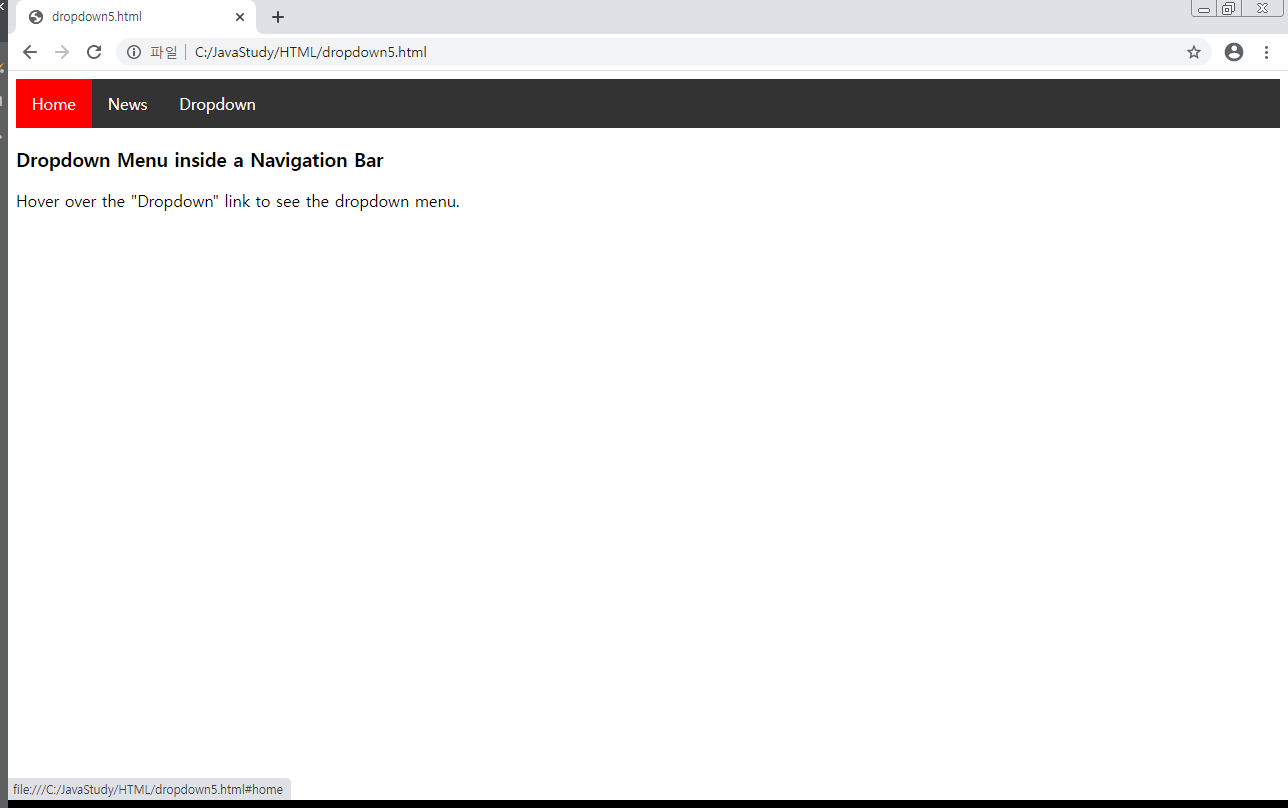 dropdown5.html
파일 C:/JavaStudy/HTML/dropdown5.html
Home News Dropdown
Dropdown Menu inside a Navigation Bar
Hover over the "Dropdown" link to see the dropdown menu.
file:///C:/JavaStudy/HTML/dropdown5.html#home